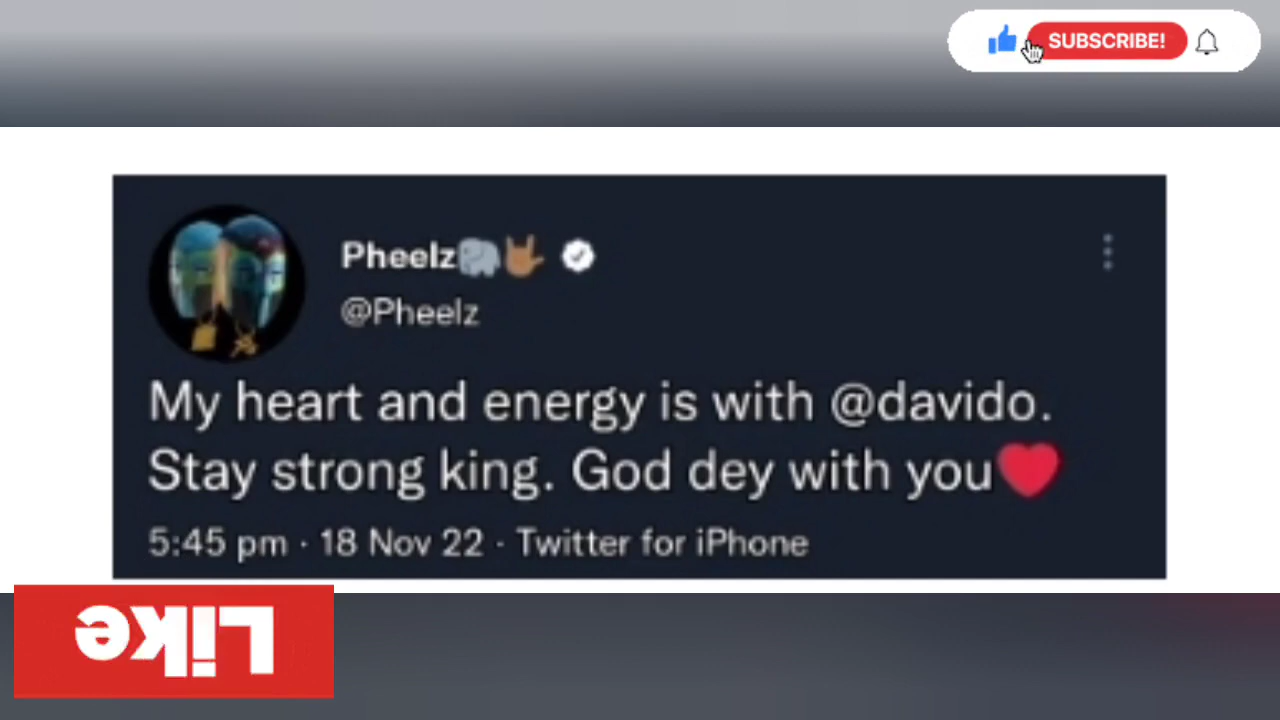 SUBSCRIBE!
Pheelz🐘🤟🏽
@Pheelz
My heart and energy is with @davido.
Stay strong king. God dey with you❤️
5:45 pm · 18 Nov 22 · Twitter for iPhone
Like